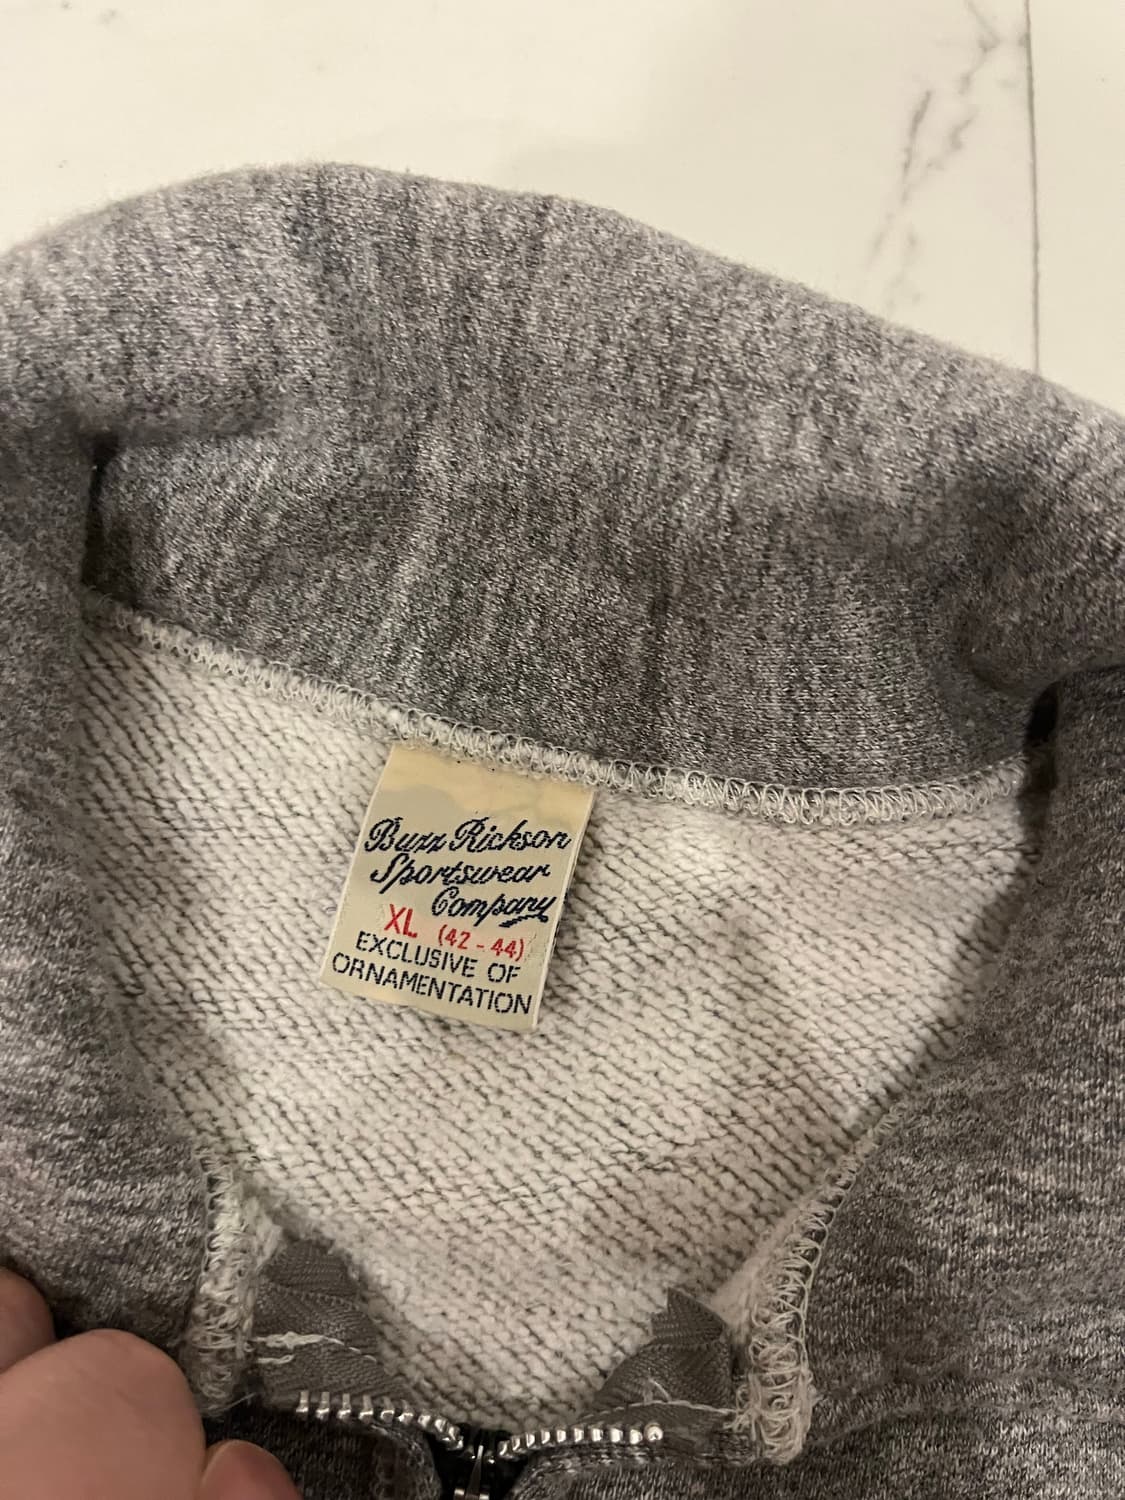 Buzz Rickson
Sportswear
Company
XL (42-44)
EXCLUSIVE OF
ORNAMENTATION